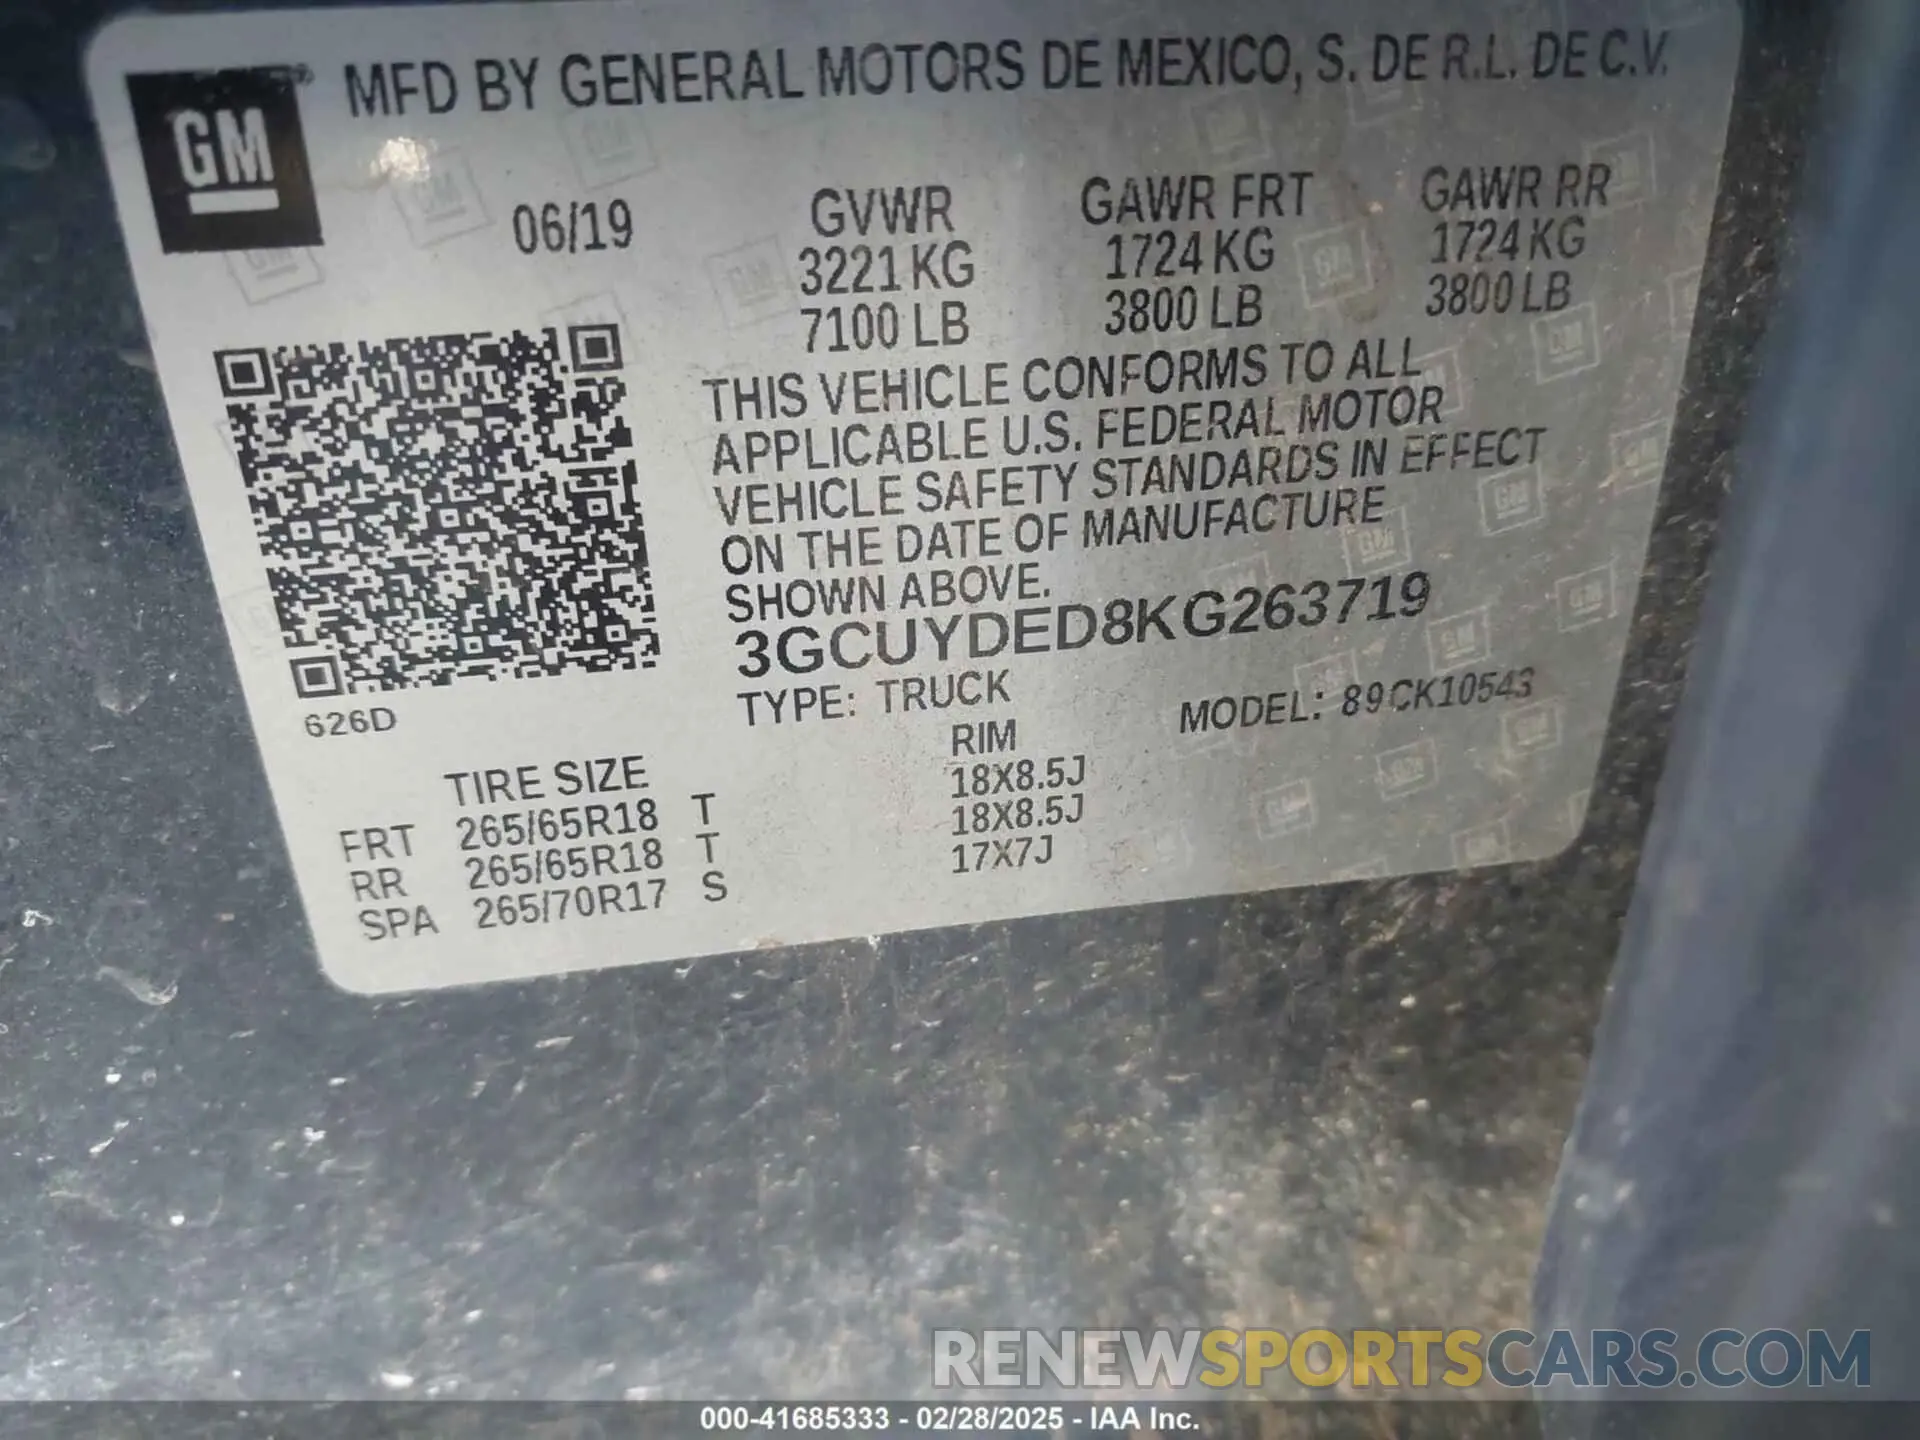 GM
® MFD BY GENERAL MOTORS DE MEXICO, S. DE R.L. DE C.V.
06/19 GVWR GAWR FRT GAWR RR
3221 KG 1724 KG 1724 KG
7100 LB 3800 LB 3800 LB
THIS VEHICLE CONFORMS TO ALL
APPLICABLE U.S. FEDERAL MOTOR
VEHICLE SAFETY STANDARDS IN EFFECT
ON THE DATE OF MANUFACTURE
SHOWN ABOVE.
3GCUYDED8KG263719
626D
TYPE: TRUCK MODEL: 89CK10543
TIRE SIZE RIM
FRT 265/65R18 T 18X8.5J
RR 265/65R18 T 18X8.5J
SPA 265/70R17 S 17X7J
RENEWSPORTSCARS.COM
000-41685333 - 02/28/2025 - IAA Inc.